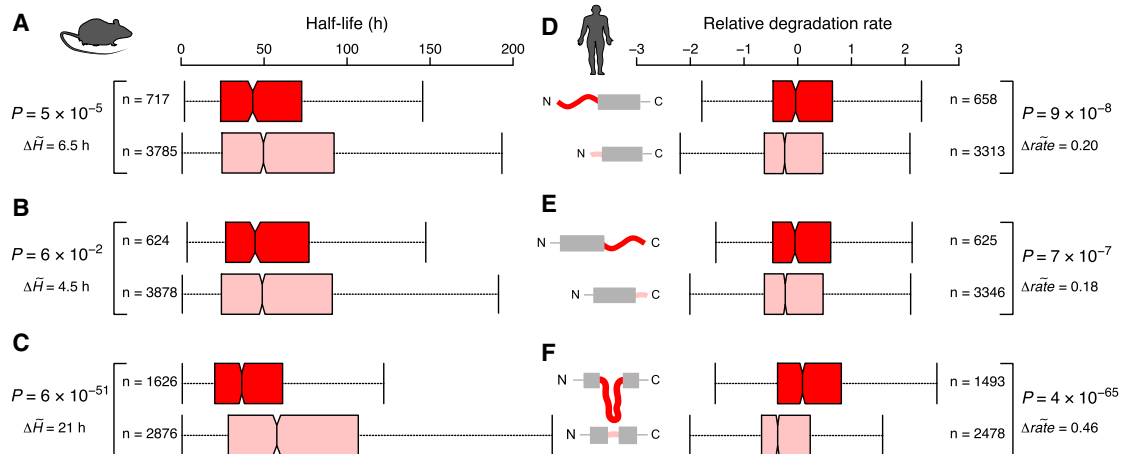 A
Half-life (h)
0 50 100 150 200
P = 5 × 10⁻⁵
ΔH̃ = 6.5 h
n = 717
n = 3785
B
P = 6 × 10⁻²
ΔH̃ = 4.5 h
n = 624
n = 3878
C
P = 6 × 10⁻⁵¹
ΔH̃ = 21 h
n = 1626
n = 2876
D
Relative degradation rate
−3 −2 −1 0 1 2 3
N C
N C
n = 658
n = 3313
P = 9 × 10⁻⁸
Δrãte = 0.20
E
N C
N C
n = 625
n = 3346
P = 7 × 10⁻⁷
Δrãte = 0.18
F
N C
N C
n = 1493
n = 2478
P = 4 × 10⁻⁶⁵
Δrãte = 0.46